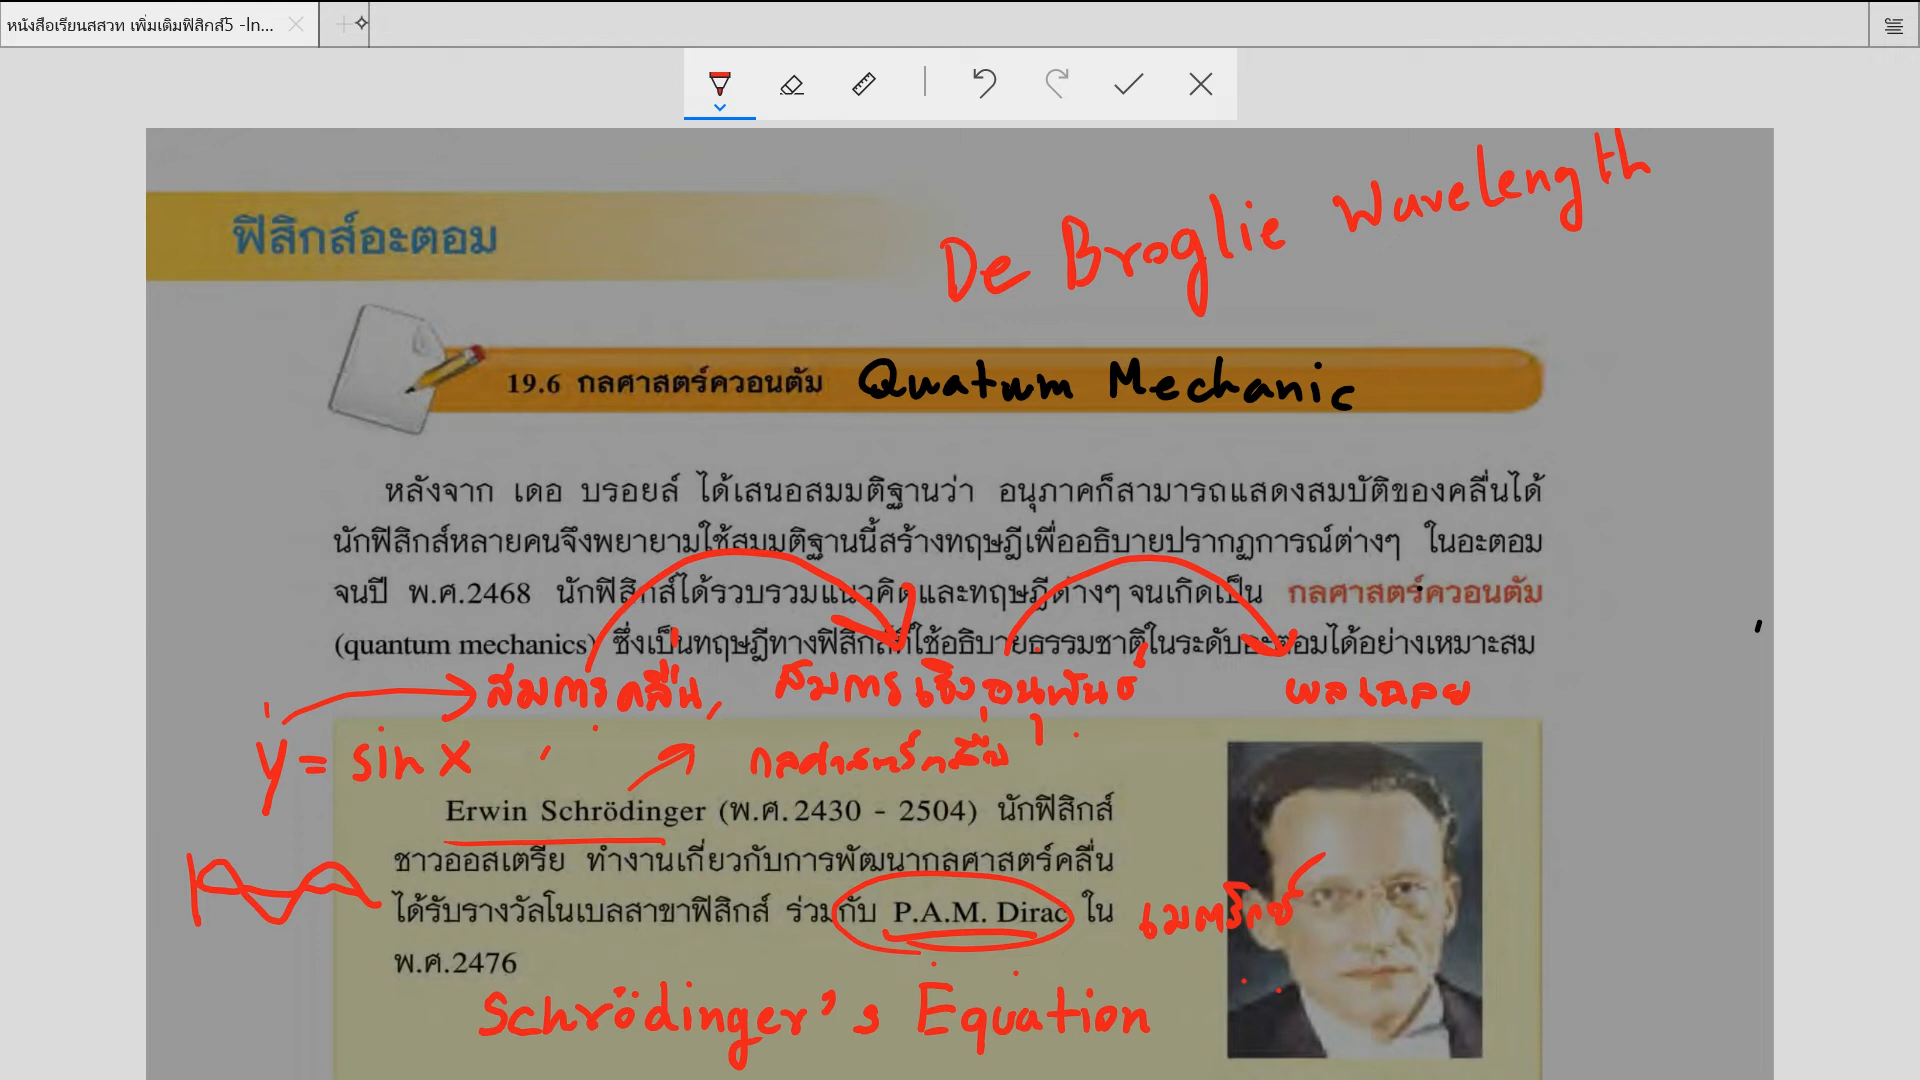 หนังสือเรียนสสวท เพิ่มเติมฟิสิกส์5 -ln...
De Broglie Wavelength
ฟิสิกส์อะตอม
19.6 กลศาสตร์ควอนตัม Quatum Mechanic
หลังจาก เดอ บรอยล์ ได้เสนอสมมติฐานว่า อนุภาคก็สามารถแสดงสมบัติของคลื่นได้
นักฟิสิกส์หลายคนจึงพยายามใช้สมมติฐานนี้สร้างทฤษฎีเพื่ออธิบายปรากฏการณ์ต่างๆ ในอะตอม
จนปี พ.ศ.2468 นักฟิสิกส์ได้รวบรวมแนวคิดและทฤษฎีต่างๆ จนเกิดเป็น กลศาสตร์ควอนตัม
(quantum mechanics) ซึ่งเป็นทฤษฎีทางฟิสิกส์ที่ใช้อธิบายธรรมชาติในระดับอะตอมได้อย่างเหมาะสม
สมการคลื่น, สมการเชิงอนุพันธ์ ผลเฉลย
y = sin x กลศาสตร์คลื่น
Erwin Schrödinger (พ.ศ. 2430 - 2504) นักฟิสิกส์
ชาวออสเตรีย ทำงานเกี่ยวกับการพัฒนากลศาสตร์คลื่น
ได้รับรางวัลโนเบลสาขาฟิสิกส์ ร่วมกับ P.A.M. Dirac ใน เมตริกซ์
พ.ศ.2476
Schrödinger's Equation